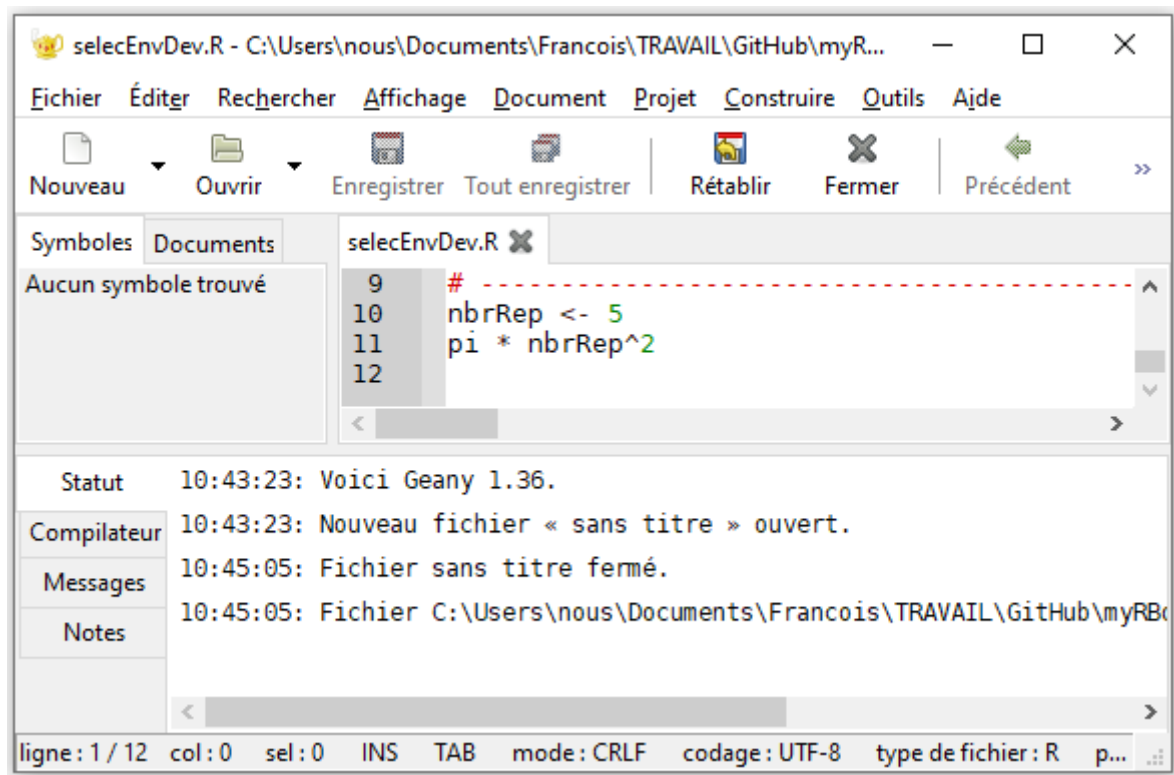 selecEnvDev.R - C:\Users\nous\Documents\Francois\TRAVAIL\GitHub\myR...
Fichier Éditer Rechercher Affichage Document Projet Construire Outils Aide
Nouveau Ouvrir Enregistrer Tout enregistrer Rétablir Fermer Précédent »
Symboles Documents selecEnvDev.R
Aucun symbole trouvé
9 # -----------------------------------------
10 nbrRep <- 5
11 pi * nbrRep^2
12
Statut
Compilateur
Messages
Notes
10:43:23: Voici Geany 1.36.
10:43:23: Nouveau fichier « sans titre » ouvert.
10:45:05: Fichier sans titre fermé.
10:45:05: Fichier C:\Users\nous\Documents\Francois\TRAVAIL\GitHub\myRBo
ligne : 1 / 12 col : 0 sel : 0 INS TAB mode : CRLF codage : UTF-8 type de fichier : R p...